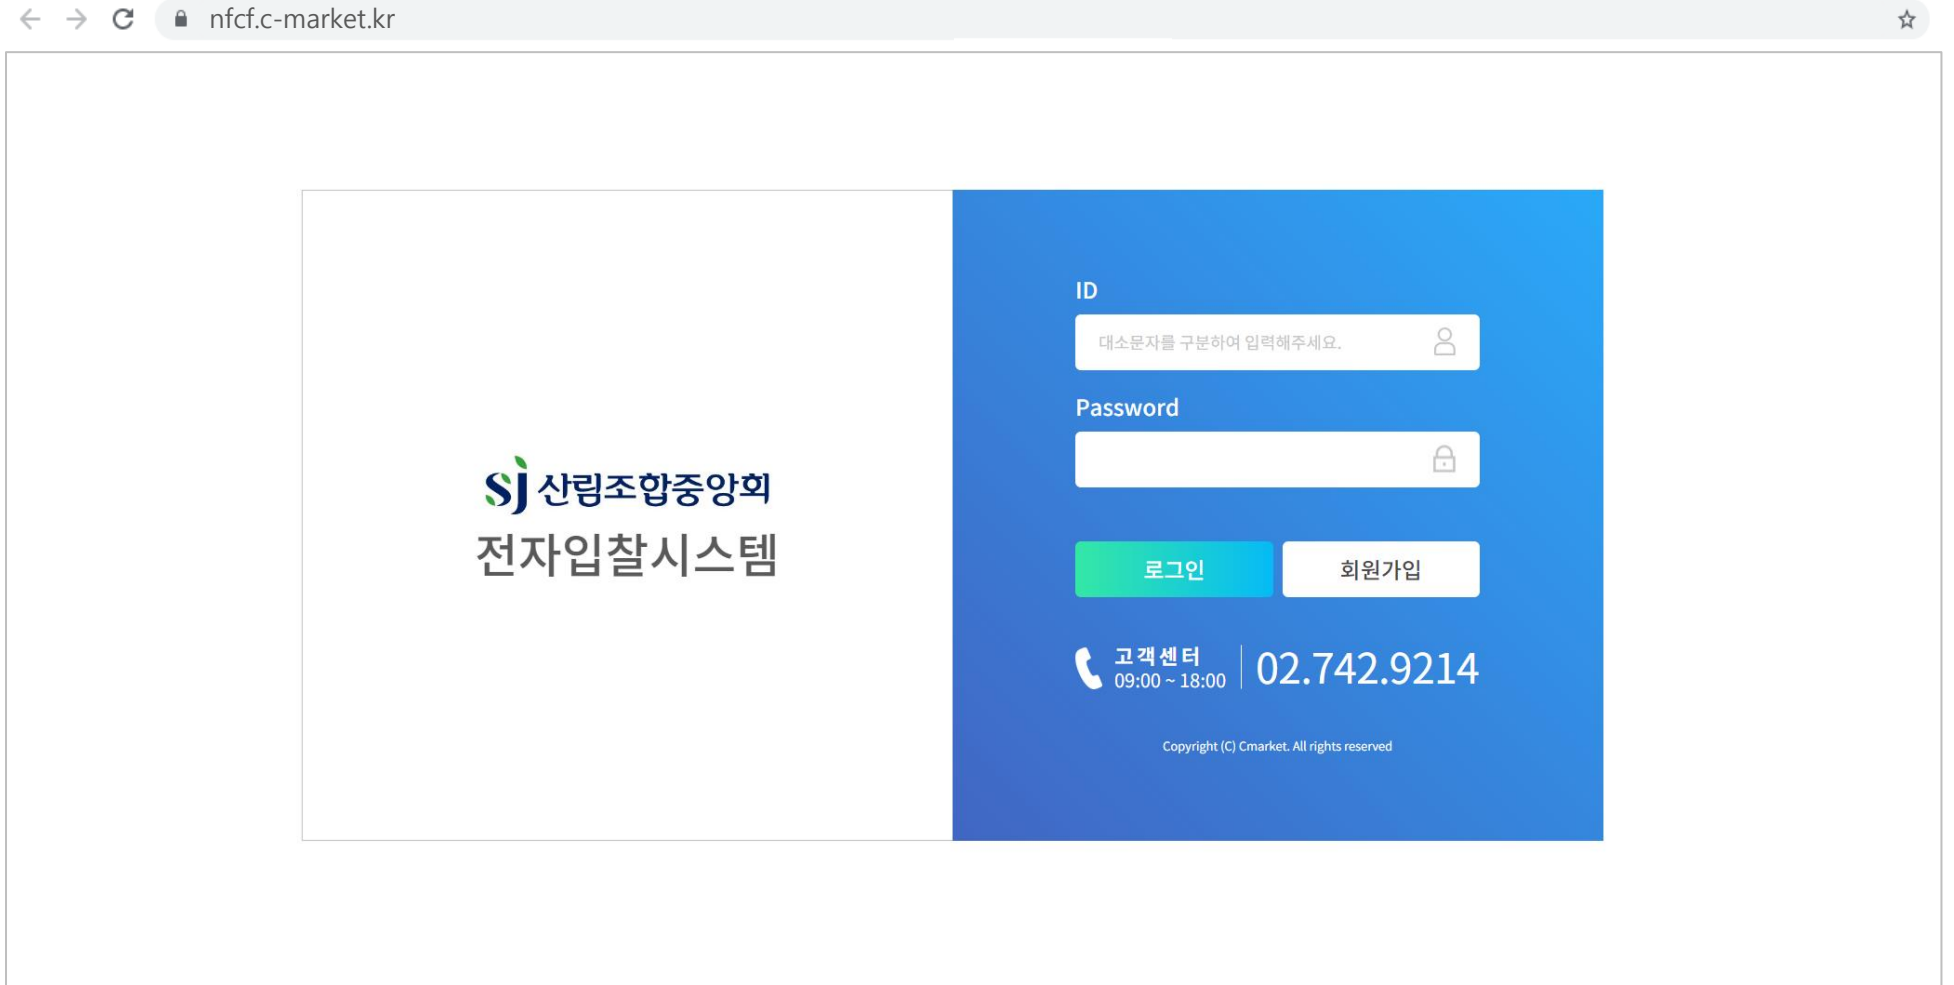 nfcf.c-market.kr
SJ 산림조합중앙회
전자입찰시스템
ID
대소문자를 구분하여 입력해주세요.
Password
로그인
회원가입
고객센터
09:00 ~ 18:00
02.742.9214
Copyright (C) Cmarket. All rights reserved